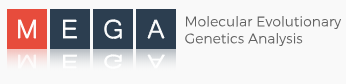 MEGA
Molecular Evolutionary
Genetics Analysis